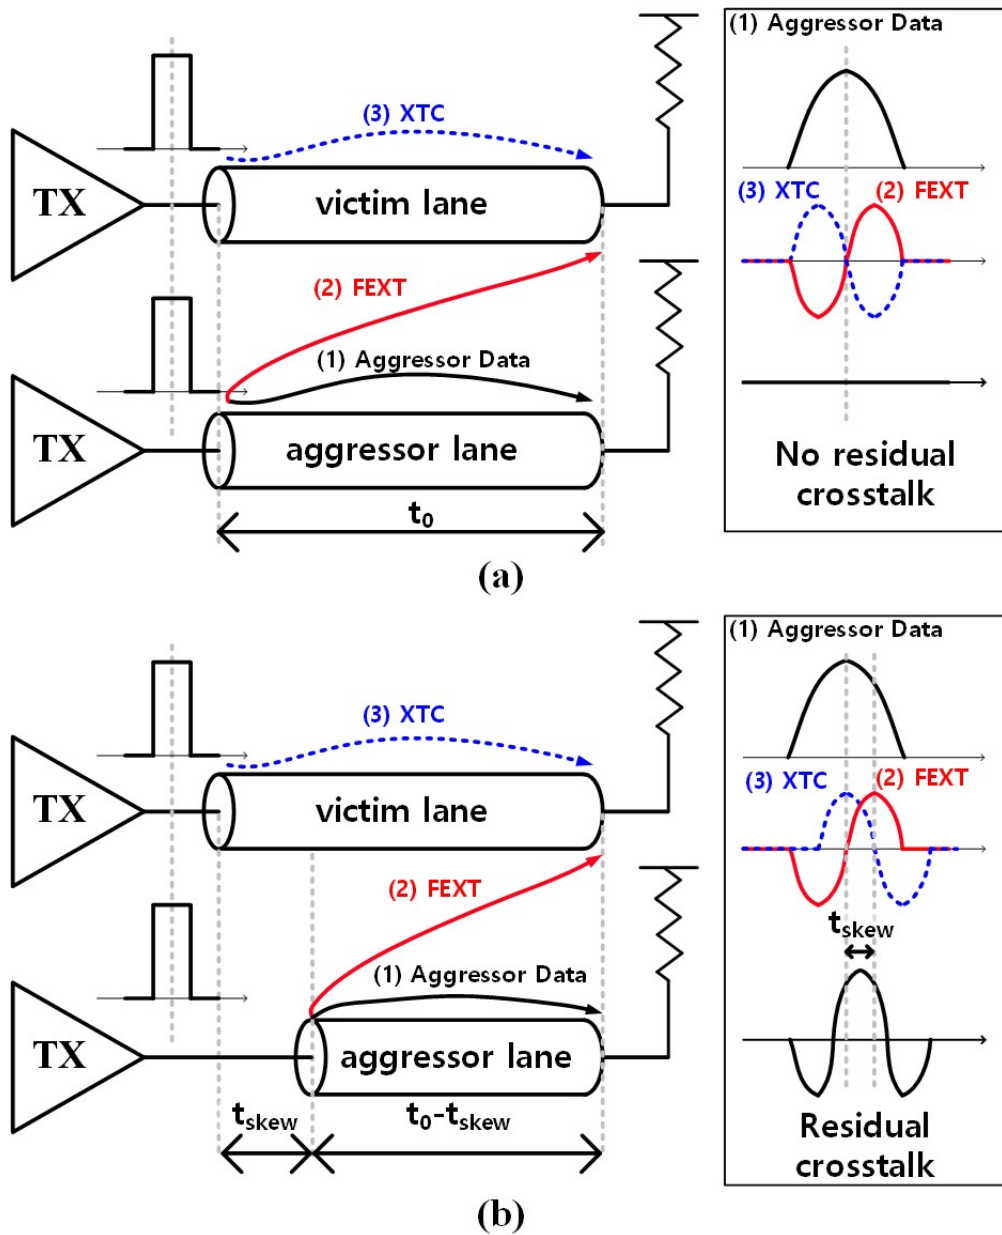 (1) Aggressor Data
(3) XTC
TX
victim lane
(3) XTC
(2) FEXT
(2) FEXT
(1) Aggressor Data
TX
aggressor lane
No residual
crosstalk
t0
(a)
(1) Aggressor Data
(3) XTC
TX
victim lane
(3) XTC
(2) FEXT
(2) FEXT
tskew
(1) Aggressor Data
TX
aggressor lane
tskew
t0-tskew
Residual
crosstalk
(b)